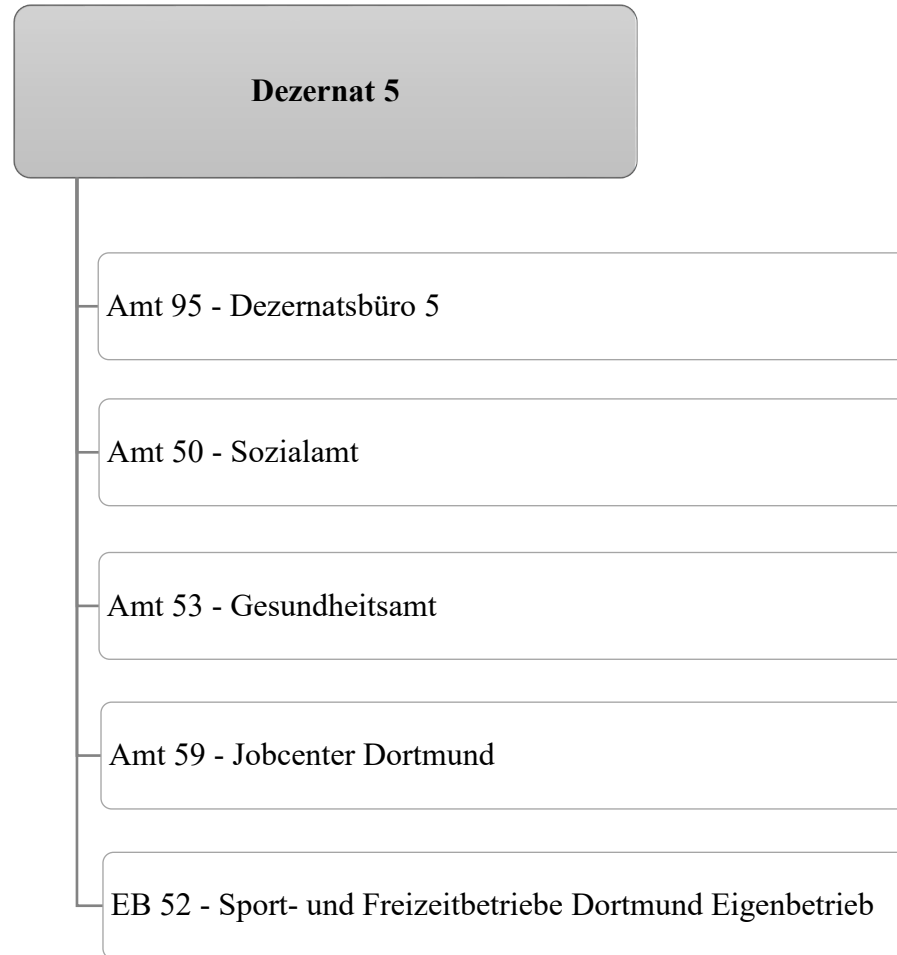 Dezernat 5
Amt 95 - Dezernatsbüro 5
Amt 50 - Sozialamt
Amt 53 - Gesundheitsamt
Amt 59 - Jobcenter Dortmund
EB 52 - Sport- und Freizeitbetriebe Dortmund Eigenbetrieb